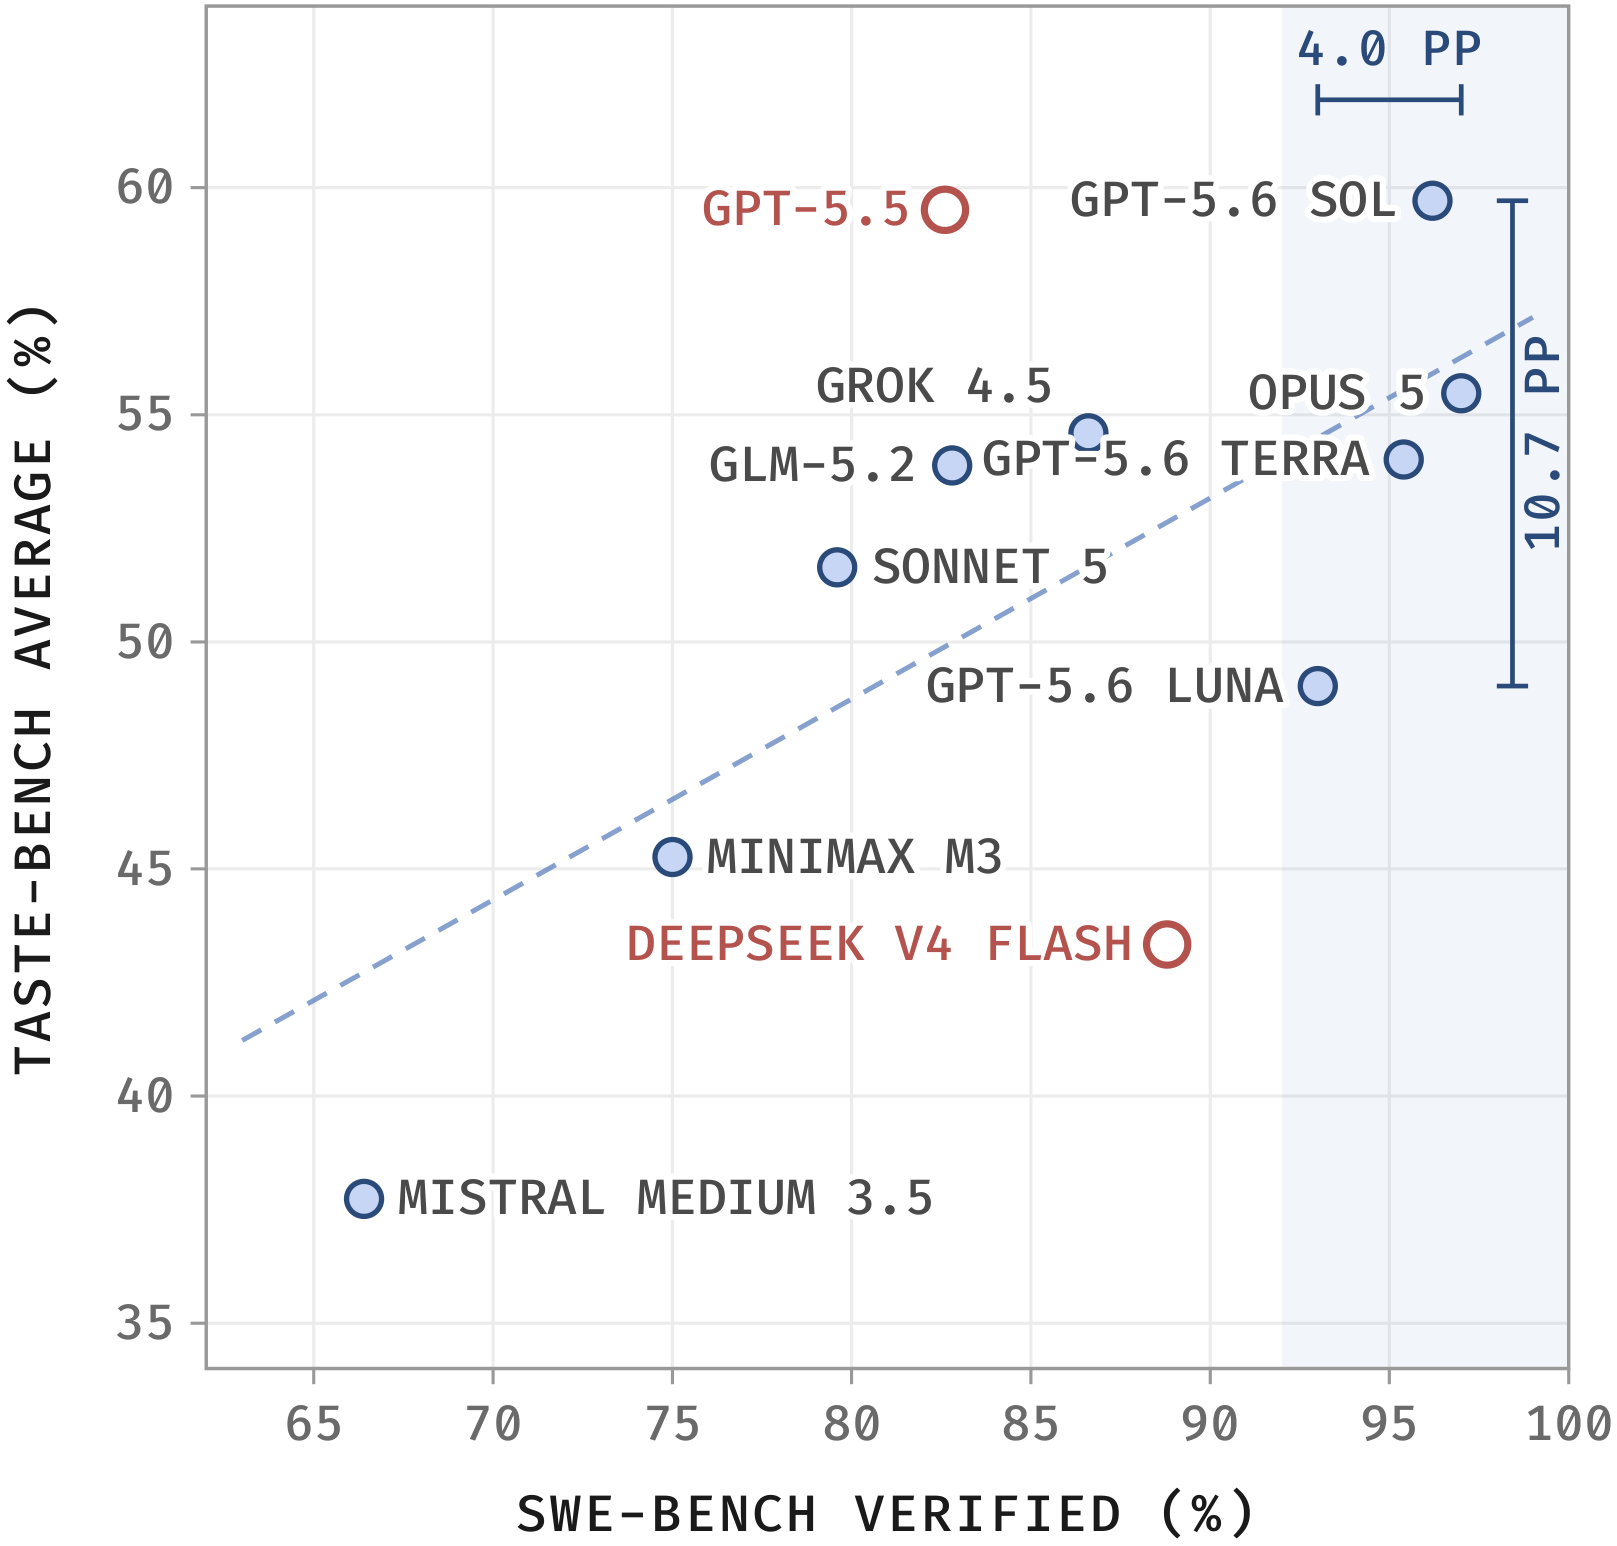 4.0 PP
60
GPT-5.5
GPT-5.6 SOL
GROK 4.5
OPUS 5
10.7 PP
55
GLM-5.2
GPT-5.6 TERRA
SONNET 5
50
GPT-5.6 LUNA
45
MINIMAX M3
DEEPSEEK V4 FLASH
40
MISTRAL MEDIUM 3.5
35
TASTE-BENCH AVERAGE (%)
65 70 75 80 85 90 95 100
SWE-BENCH VERIFIED (%)